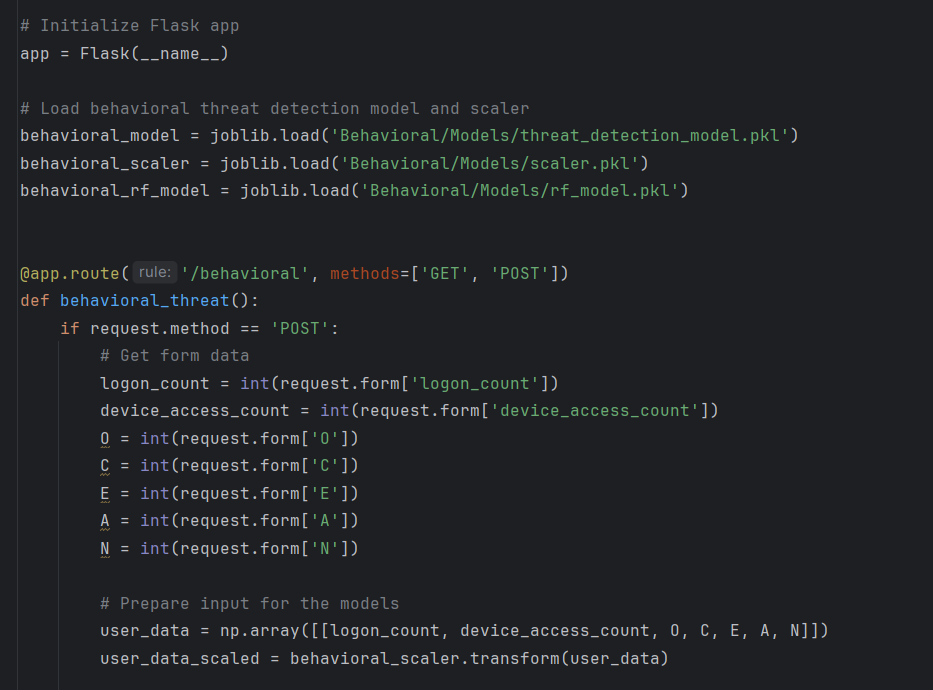 # Initialize Flask app
app = Flask(__name__)
# Load behavioral threat detection model and scaler
behavioral_model = joblib.load('Behavioral/Models/threat_detection_model.pkl')
behavioral_scaler = joblib.load('Behavioral/Models/scaler.pkl')
behavioral_rf_model = joblib.load('Behavioral/Models/rf_model.pkl')
@app.route( rule: '/behavioral', methods=['GET', 'POST'])
def behavioral_threat():
    if request.method == 'POST':
        # Get form data
        logon_count = int(request.form['logon_count'])
        device_access_count = int(request.form['device_access_count'])
        O = int(request.form['O'])
        C = int(request.form['C'])
        E = int(request.form['E'])
        A = int(request.form['A'])
        N = int(request.form['N'])
        # Prepare input for the models
        user_data = np.array([[logon_count, device_access_count, O, C, E, A, N]])
        user_data_scaled = behavioral_scaler.transform(user_data)